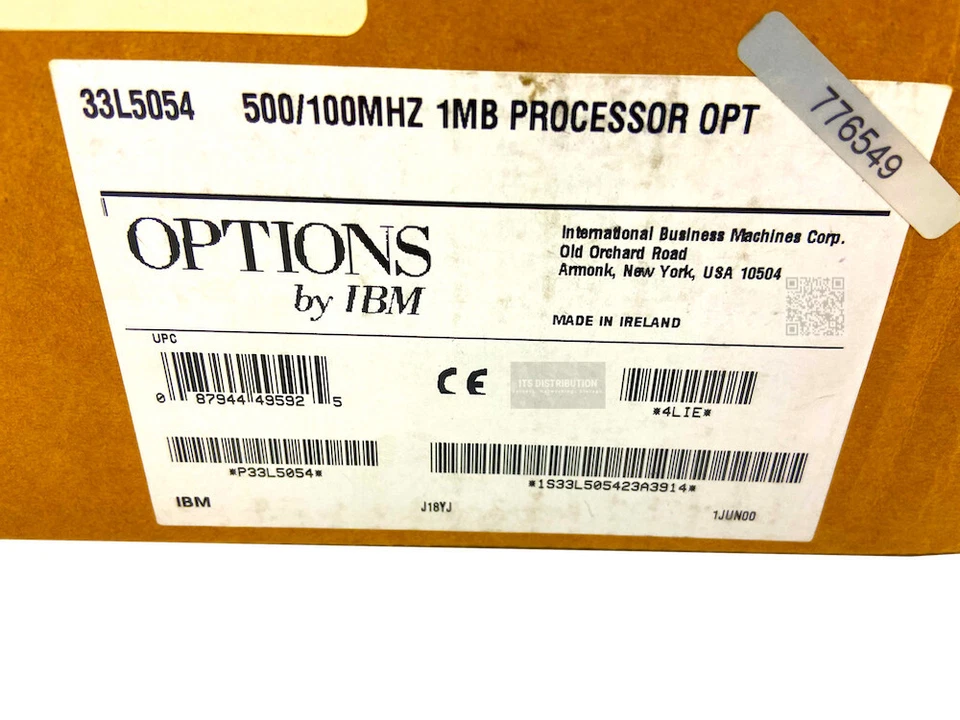 33L5054 500/100MHZ 1MB PROCESSOR OPT
776549
OPTIONS
by IBM
International Business Machines Corp.
Old Orchard Road
Armonk, New York, USA 10504
MADE IN IRELAND
UPC
0 87944 49592 5
CE
ITS DISTRIBUTION
*4LIE*
*P33L5054*
*1S33L505423A3914*
IBM J18YJ 1JUN00